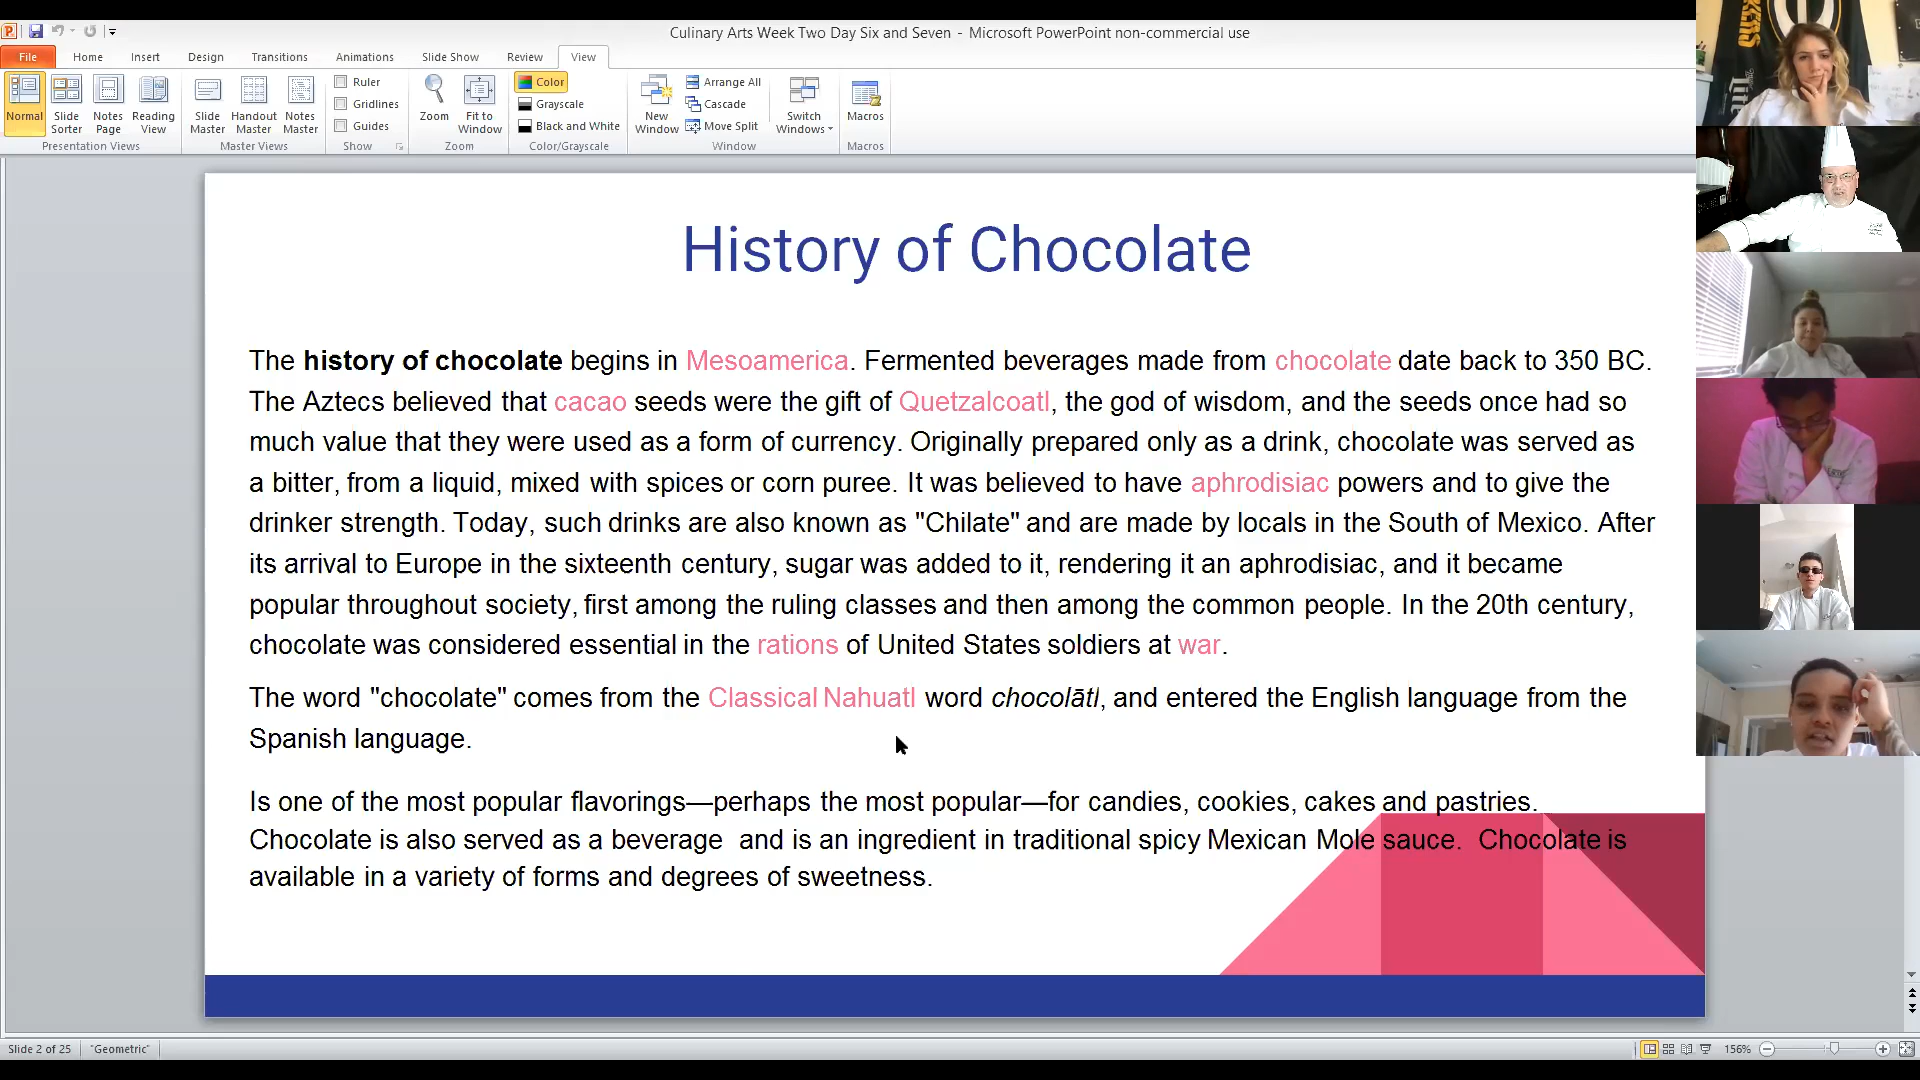 Culinary Arts Week Two Day Six and Seven - Microsoft PowerPoint non-commercial use
File Home Insert Design Transitions Animations Slide Show Review View
Normal
Slide Sorter
Notes Page
Reading View
Presentation Views
Slide Master
Handout Master
Notes Master
Master Views
Ruler
Gridlines
Guides
Show
Zoom
Fit to Window
Zoom
Color
Grayscale
Black and White
Color/Grayscale
New Window
Arrange All
Cascade
Move Split
Switch Windows
Window
Macros
Macros
History of Chocolate
The history of chocolate begins in Mesoamerica. Fermented beverages made from chocolate date back to 350 BC.
The Aztecs believed that cacao seeds were the gift of Quetzalcoatl, the god of wisdom, and the seeds once had so
much value that they were used as a form of currency. Originally prepared only as a drink, chocolate was served as
a bitter, from a liquid, mixed with spices or corn puree. It was believed to have aphrodisiac powers and to give the
drinker strength. Today, such drinks are also known as "Chilate" and are made by locals in the South of Mexico. After
its arrival to Europe in the sixteenth century, sugar was added to it, rendering it an aphrodisiac, and it became
popular throughout society, first among the ruling classes and then among the common people. In the 20th century,
chocolate was considered essential in the rations of United States soldiers at war.
The word "chocolate" comes from the Classical Nahuatl word chocolātl, and entered the English language from the
Spanish language.
Is one of the most popular flavorings—perhaps the most popular—for candies, cookies, cakes and pastries.
Chocolate is also served as a beverage and is an ingredient in traditional spicy Mexican Mole sauce. Chocolate is
available in a variety of forms and degrees of sweetness.
Slide 2 of 25 "Geometric" 156%